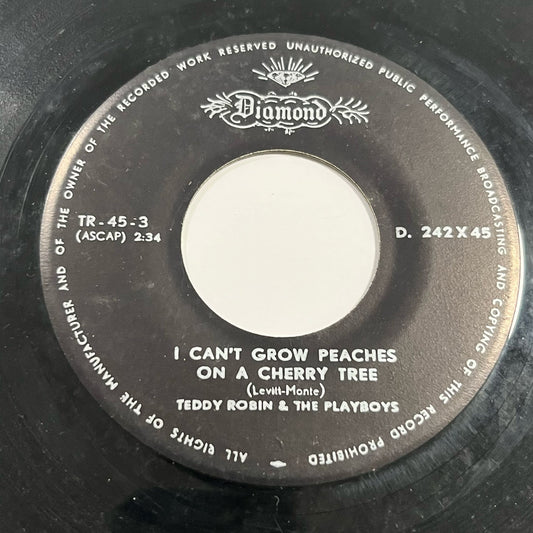 ALL RIGHTS OF THE MANUFACTURER AND OF THE OWNER OF THE RECORDED WORK RESERVED UNAUTHORIZED PUBLIC PERFORMANCE BROADCASTING AND COPYING OF THIS RECORD PROHIBITED
Diamond
TR-45-3
(ASCAP) 2:34
D. 242X45
I CAN'T GROW PEACHES
ON A CHERRY TREE
(Levitt-Monte)
TEDDY ROBIN & THE PLAYBOYS